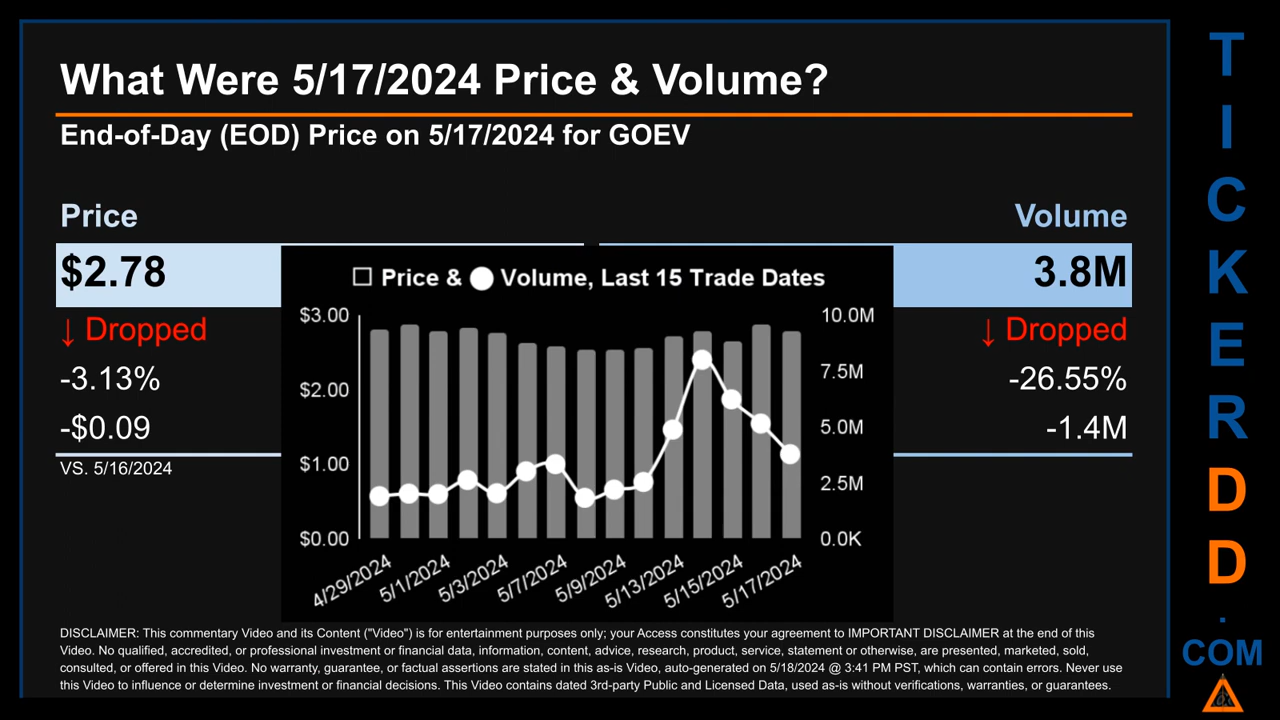 What Were 5/17/2024 Price & Volume?
End-of-Day (EOD) Price on 5/17/2024 for GOEV
Price
Volume
$2.78
3.8M
↓ Dropped
↓ Dropped
-3.13%
-26.55%
-$0.09
-1.4M
VS. 5/16/2024
Price & Volume, Last 15 Trade Dates
$3.00
$2.00
$1.00
$0.00
10.0M
7.5M
5.0M
2.5M
0.0K
4/29/2024
5/1/2024
5/3/2024
5/7/2024
5/9/2024
5/13/2024
5/15/2024
5/17/2024
DISCLAIMER: This commentary Video and its Content ("Video") is for entertainment purposes only; your Access constitutes your agreement to IMPORTANT DISCLAIMER at the end of this
Video. No qualified, accredited, or professional investment or financial data, information, content, advice, research, product, service, statement or otherwise, are presented, marketed, sold,
consulted, or offered in this Video. No warranty, guarantee, or factual assertions are stated in this as-is Video, auto-generated on 5/18/2024 @ 3:41 PM PST, which can contain errors. Never use
this Video to influence or determine investment or financial decisions. This Video contains dated 3rd-party Public and Licensed Data, used as-is without verifications, warranties, or guarantees.
T
I
C
K
E
R
D
D
.
COM